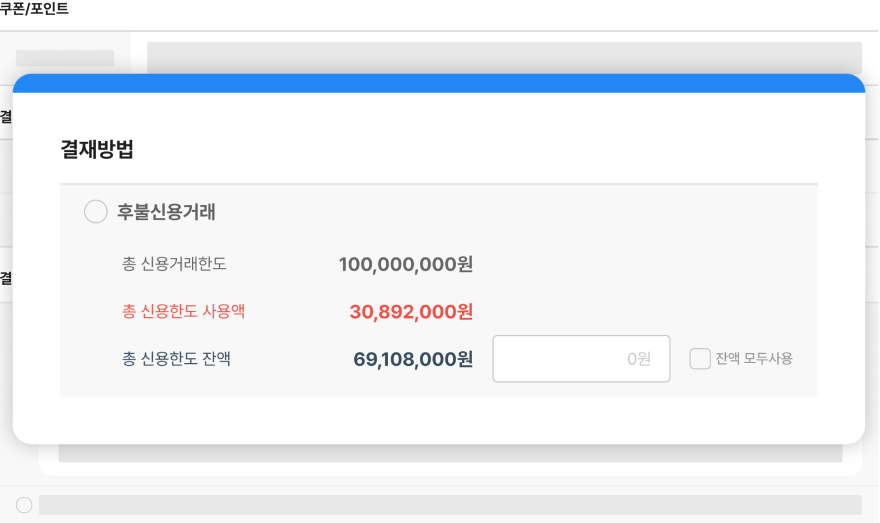 쿠폰/포인트
결
결재방법
후불신용거래
총 신용거래한도 100,000,000원
결
총 신용한도 사용액 30,892,000원
총 신용한도 잔액 69,108,000원 0원 잔액 모두사용